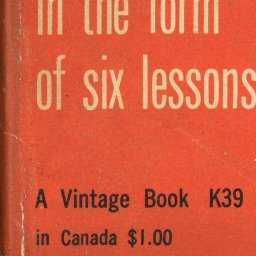 in the form
of six lessons
A Vintage Book K39
in Canada $1.00